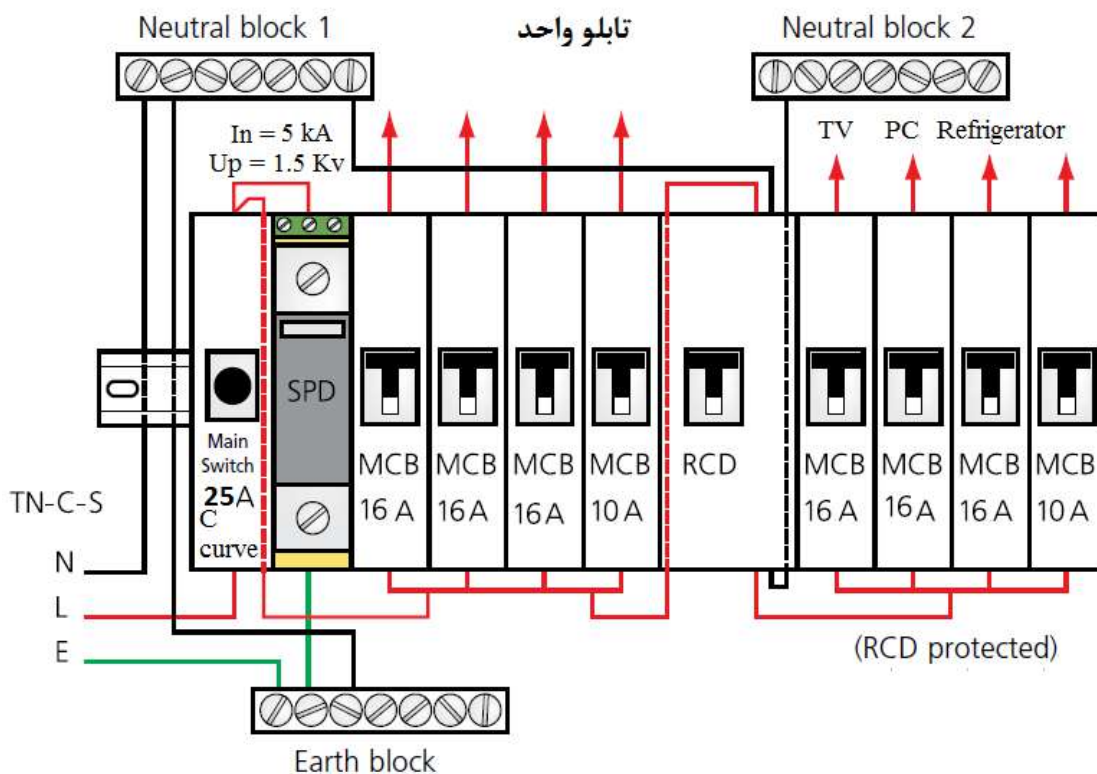 Neutral block 1
تابلو واحد
Neutral block 2
In = 5 kA
Up = 1.5 Kv
TV PC Refrigerator
SPD
Main
Switch
25A
C
curve
MCB
16 A
MCB
16 A
MCB
16 A
MCB
10 A
RCD
MCB
16 A
MCB
16 A
MCB
16 A
MCB
10 A
TN-C-S
N
L
E
(RCD protected)
Earth block